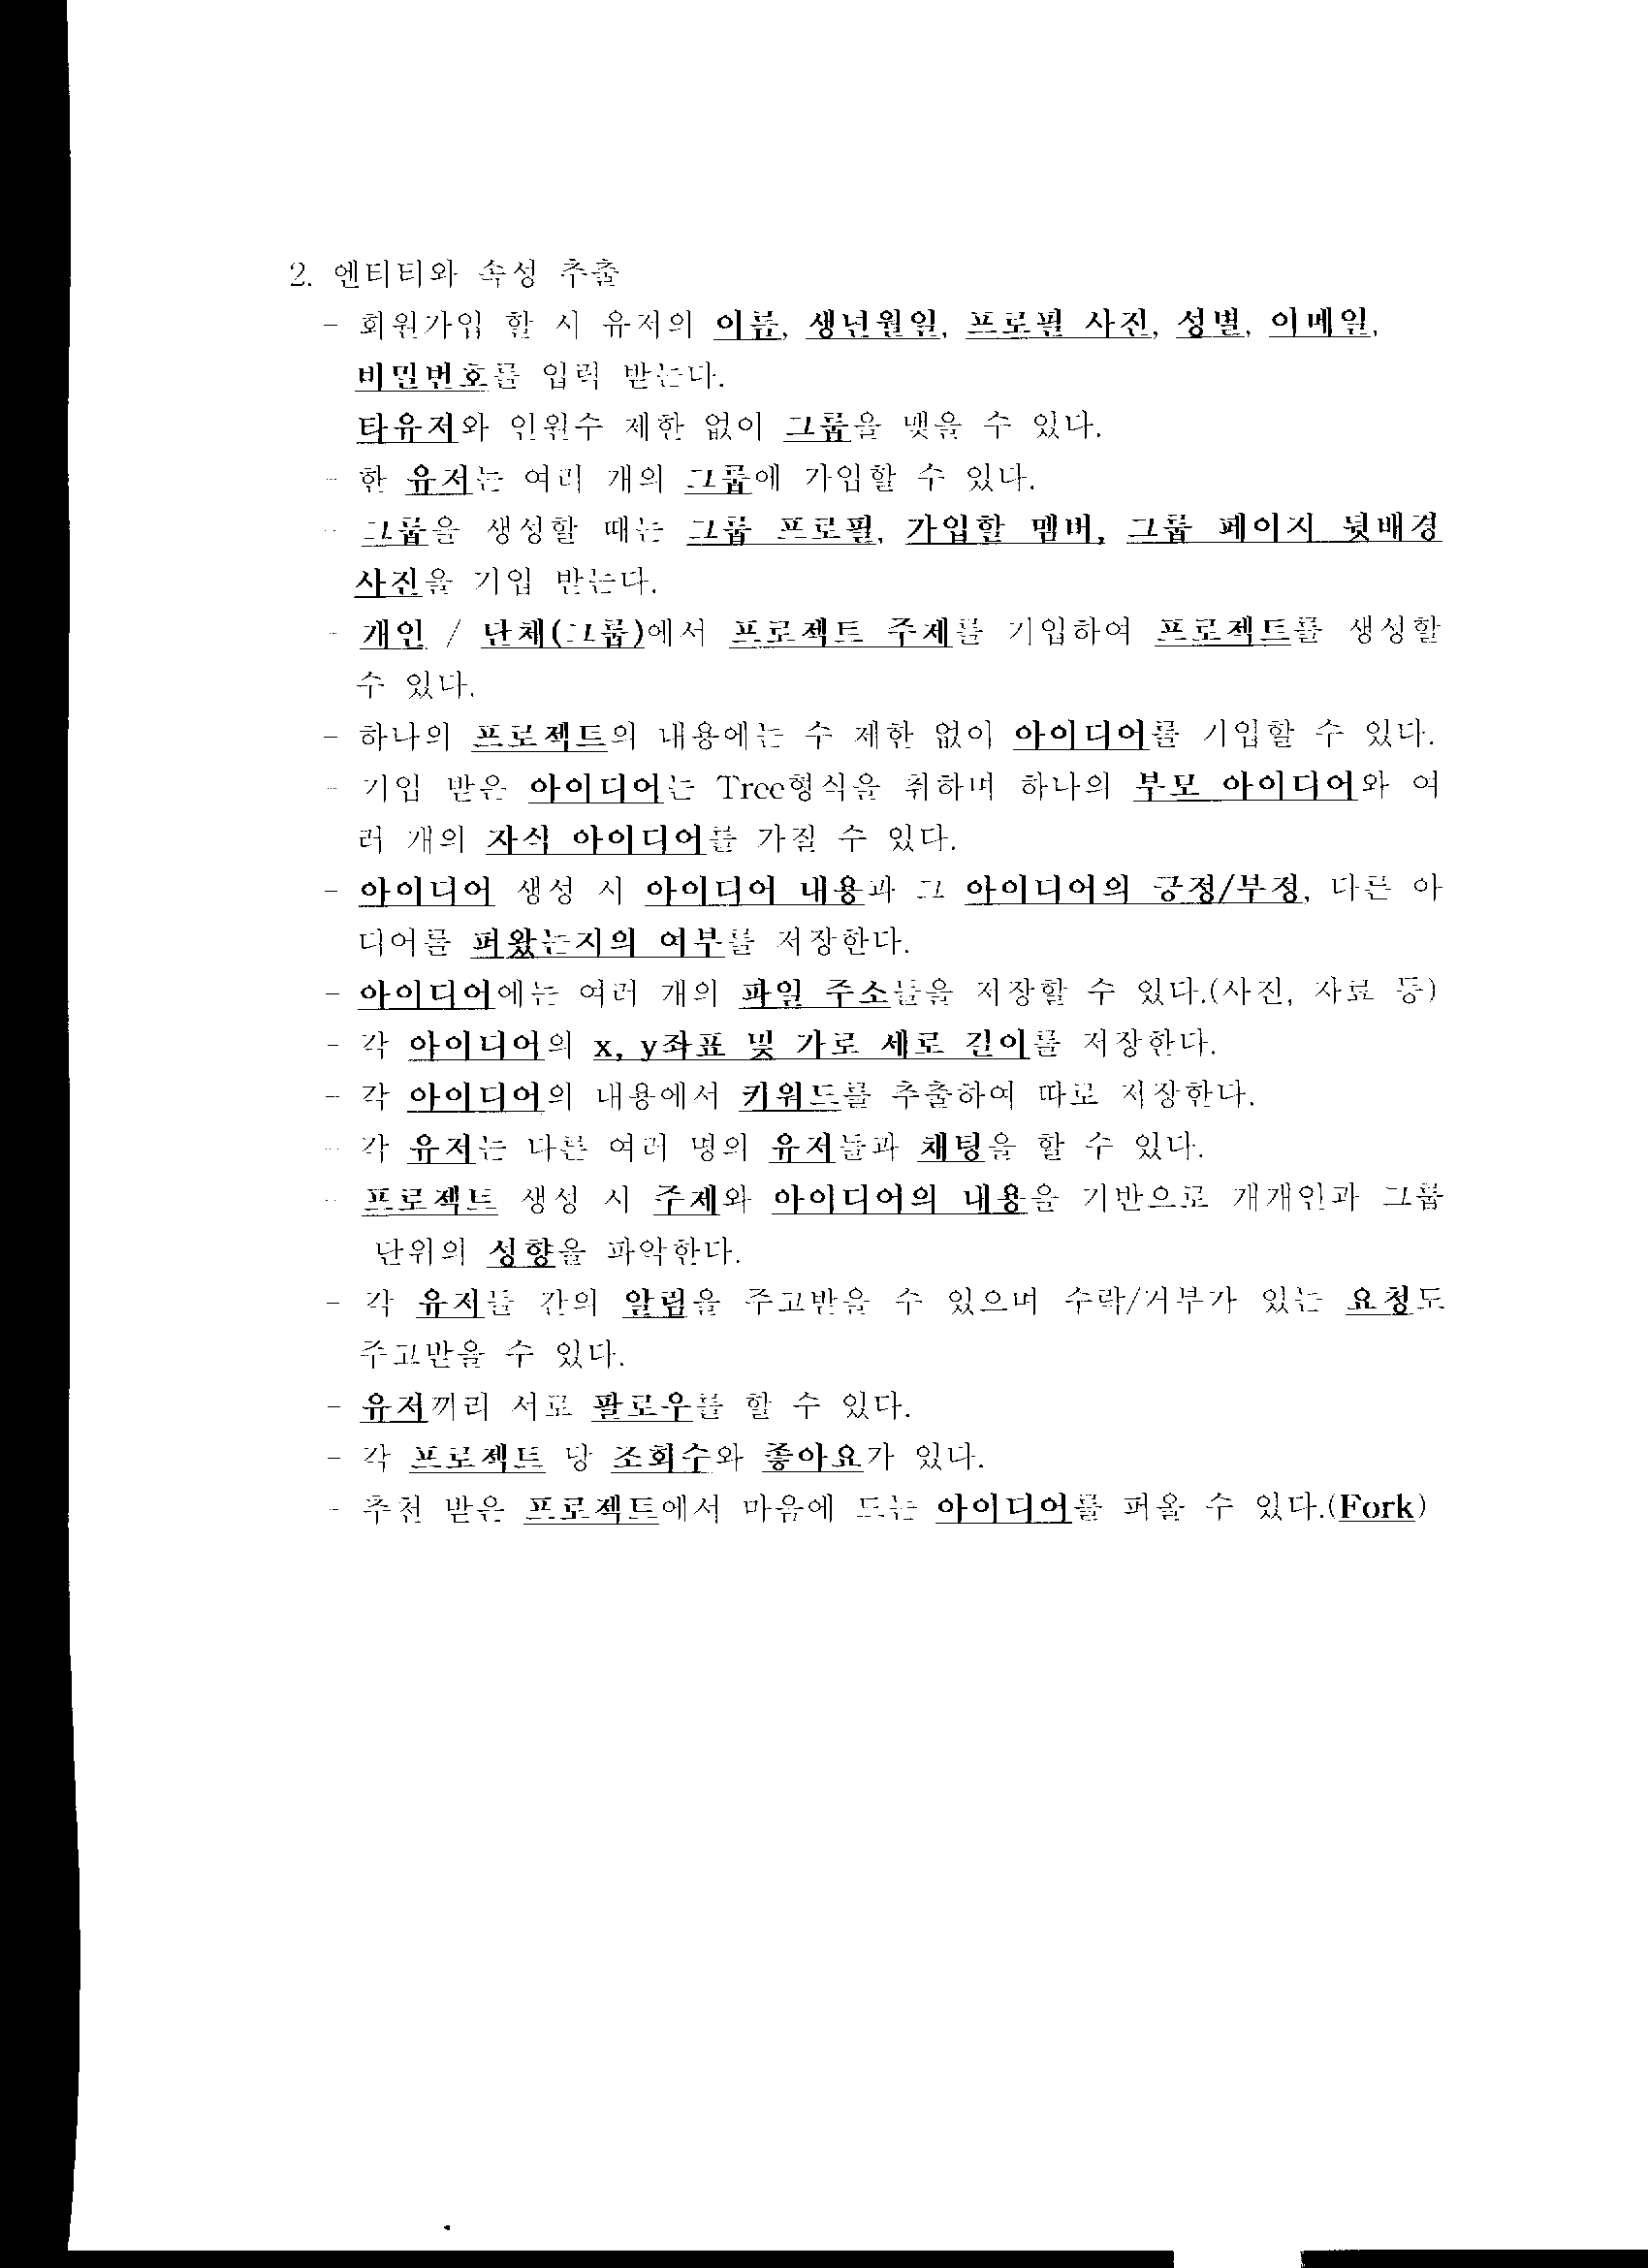 2. 엔티티와 속성 추출
- 회원가입 할 시 유저의 이름, 생년월일, 프로필 사진, 성별, 이메일,
비밀번호를 입력 받는다.
타유저와 인원수 제한 없이 그룹을 맺을 수 있다.
- 한 유저는 여러 개의 그룹에 가입할 수 있다.
- 그룹을 생성할 때는 그룹 프로필, 가입할 멤버, 그룹 페이지 뒷배경
사진을 기입 받는다.
- 개인 / 단체(그룹)에서 프로젝트 주제를 기입하여 프로젝트를 생성할
수 있다.
- 하나의 프로젝트의 내용에는 수 제한 없이 아이디어를 기입할 수 있다.
- 기입 받은 아이디어는 Tree형식을 취하며 하나의 부모 아이디어와 여
러 개의 자식 아이디어를 가질 수 있다.
- 아이디어 생성 시 아이디어 내용과 그 아이디어의 긍정/부정, 다른 아
디어를 퍼왔는지의 여부를 저장한다.
- 아이디어에는 여러 개의 파일 주소들을 저장할 수 있다.(사진, 자료 등)
- 각 아이디어의 x, y좌표 및 가로 세로 길이를 저장한다.
- 각 아이디어의 내용에서 키워드를 추출하여 따로 저장한다.
- 각 유저는 다른 여러 명의 유저들과 채팅을 할 수 있다.
- 프로젝트 생성 시 주제와 아이디어의 내용을 기반으로 개개인과 그룹
단위의 성향을 파악한다.
- 각 유저들 간의 알림을 주고받을 수 있으며 수락/거부가 있는 요청도
주고받을 수 있다.
- 유저끼리 서로 팔로우를 할 수 있다.
- 각 프로젝트 당 조회수와 좋아요가 있다.
- 추천 받은 프로젝트에서 마음에 드는 아이디어를 퍼올 수 있다.(Fork)